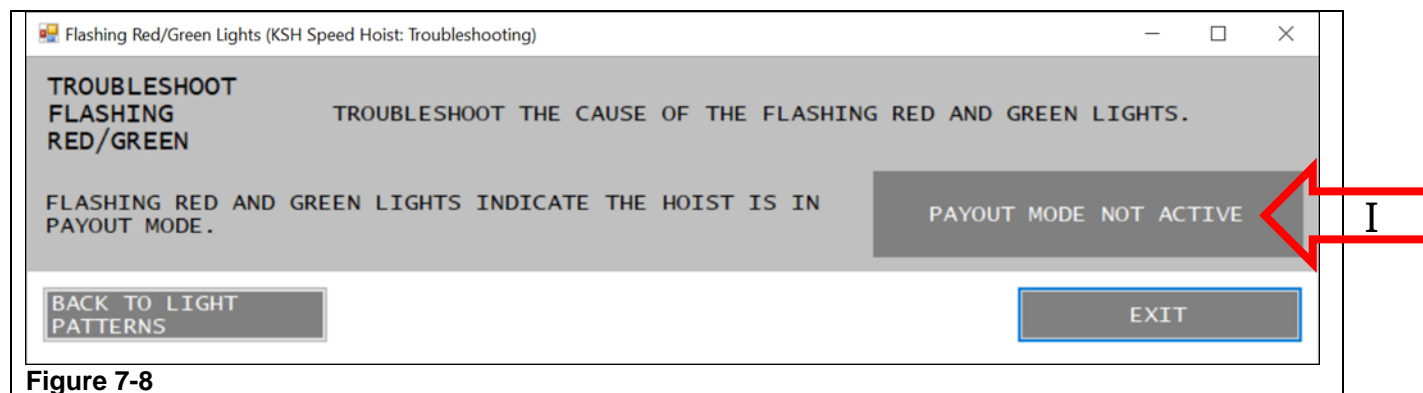 Flashing Red/Green Lights (KSH Speed Hoist: Troubleshooting)
TROUBLESHOOT
FLASHING
RED/GREEN
TROUBLESHOOT THE CAUSE OF THE FLASHING RED AND GREEN LIGHTS.
FLASHING RED AND GREEN LIGHTS INDICATE THE HOIST IS IN
PAYOUT MODE.
PAYOUT MODE NOT ACTIVE
I
BACK TO LIGHT
PATTERNS
EXIT
Figure 7-8